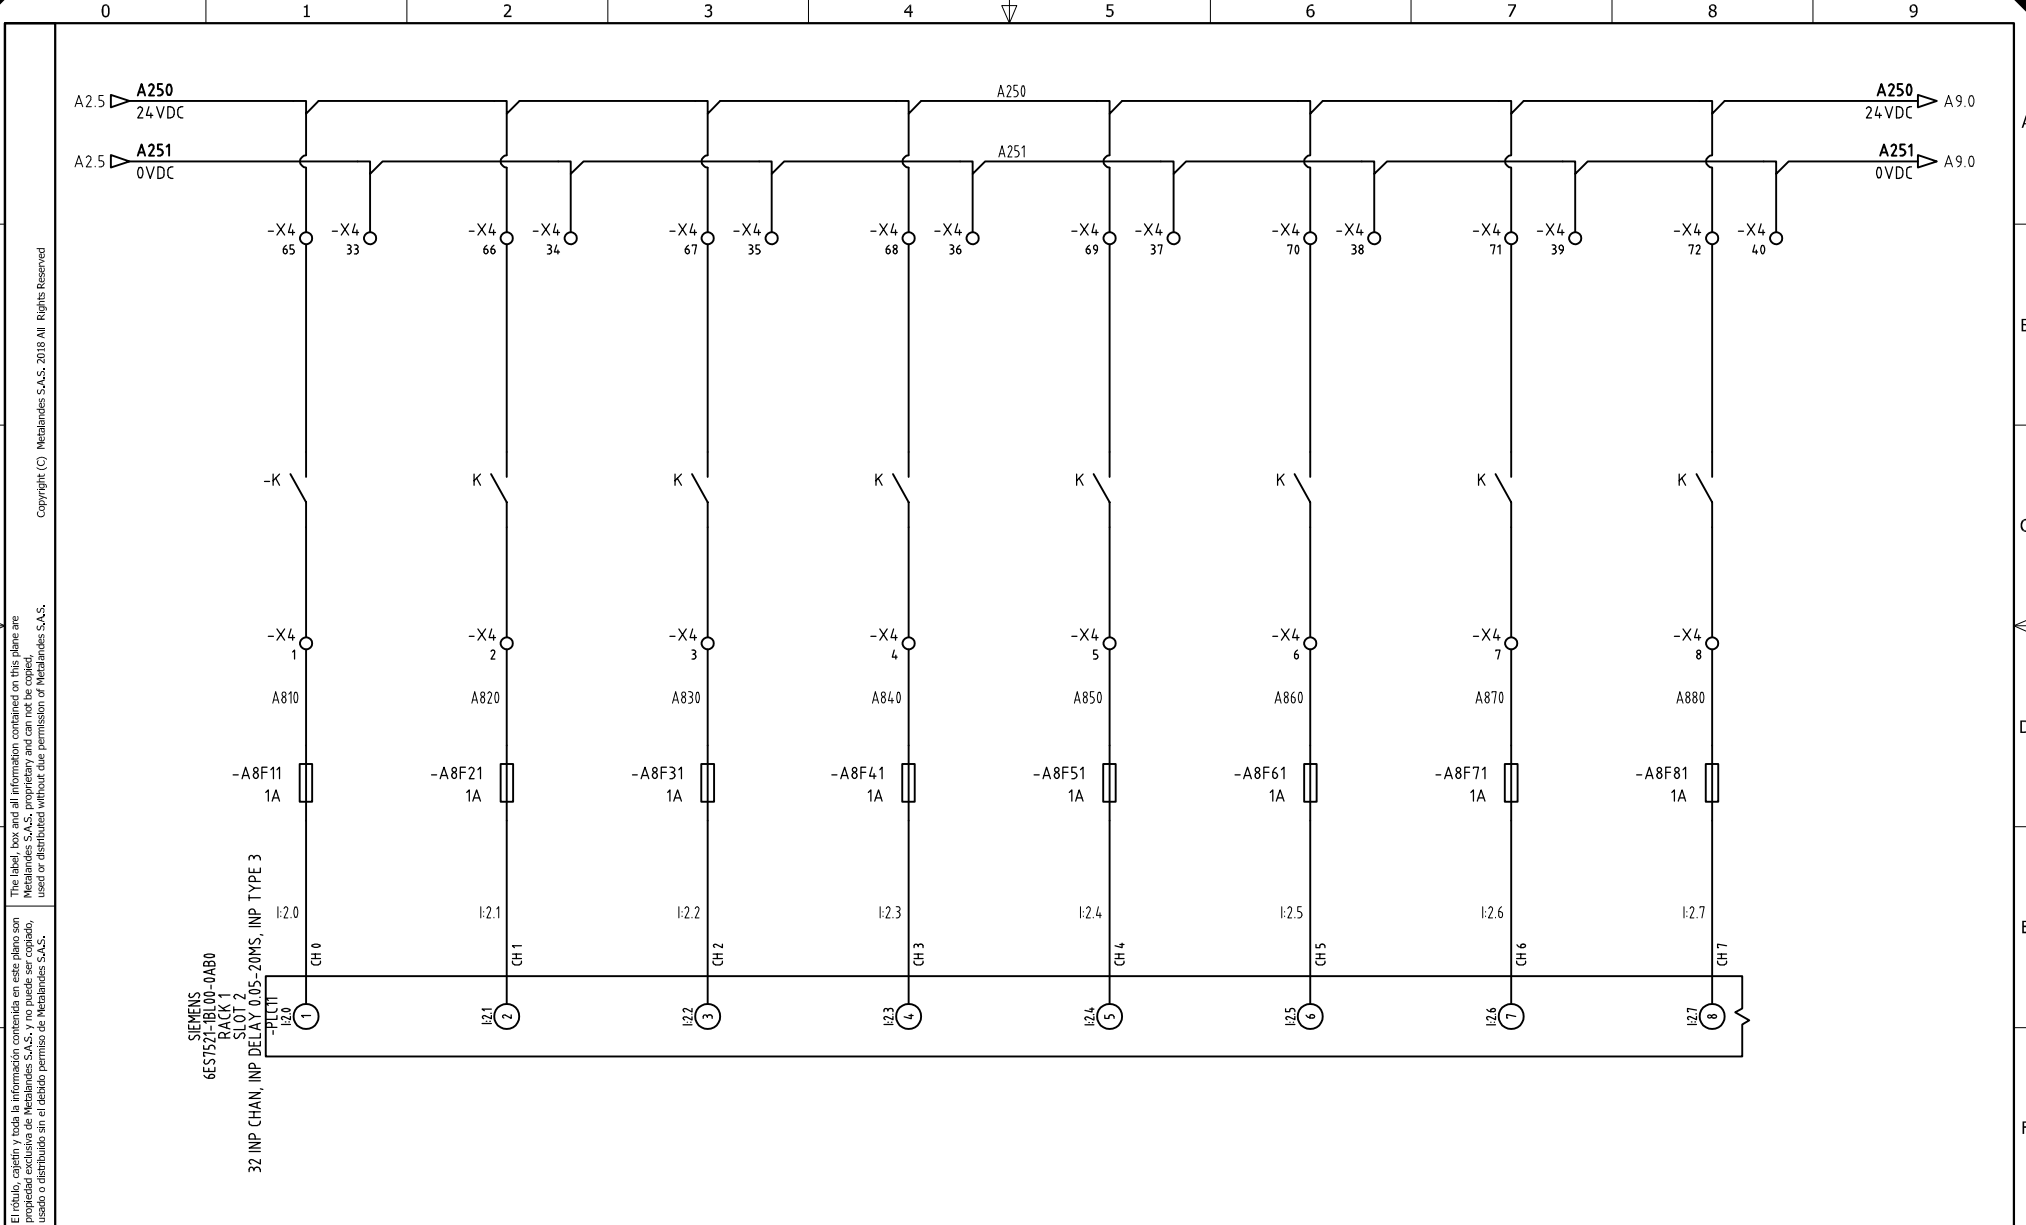 0 1 2 3 4 5 6 7 8 9
A2.5 A250 A250 A250 A9.0
24VDC 24VDC
A2.5 A251 A251 A251 A9.0
0VDC 0VDC
-X4 -X4 -X4 -X4 -X4 -X4 -X4 -X4 -X4 -X4 -X4 -X4 -X4 -X4 -X4 -X4
65 33 66 34 67 35 68 36 69 37 70 38 71 39 72 40
-K K K K K K K K
-X4 -X4 -X4 -X4 -X4 -X4 -X4 -X4
1 2 3 4 5 6 7 8
A810 A820 A830 A840 A850 A860 A870 A880
-A8F11 -A8F21 -A8F31 -A8F41 -A8F51 -A8F61 -A8F71 -A8F81
1A 1A 1A 1A 1A 1A 1A 1A
I:2.0 I:2.1 I:2.2 I:2.3 I:2.4 I:2.5 I:2.6 I:2.7
CH 0 CH 1 CH 2 CH 3 CH 4 CH 5 CH 6 CH 7
I:2.0 I:2.1 I:2.2 I:2.3 I:2.4 I:2.5 I:2.6 I:2.7
1 2 3 4 5 6 7 8
SIEMENS
6ES7521-1BL00-0AB0
RACK 1
SLOT 2
32 INP CHAN, INP DELAY 0.05-20MS, INP TYPE 3
-PLC11
Copyright (C) Metalandes S.A.S. 2018 All Rights Reserved
The label, box and all information contained on this plane are
Metalandes S.A.S. proprietary and can not be copied,
used or distributed without due permission of Metalandes S.A.S.
El rótulo, cajetín y toda la información contenida en este plano son
propiedad exclusiva de Metalandes S.A.S. y no puede ser copiado,
usado o distribuido sin el debido permiso de Metalandes S.A.S.